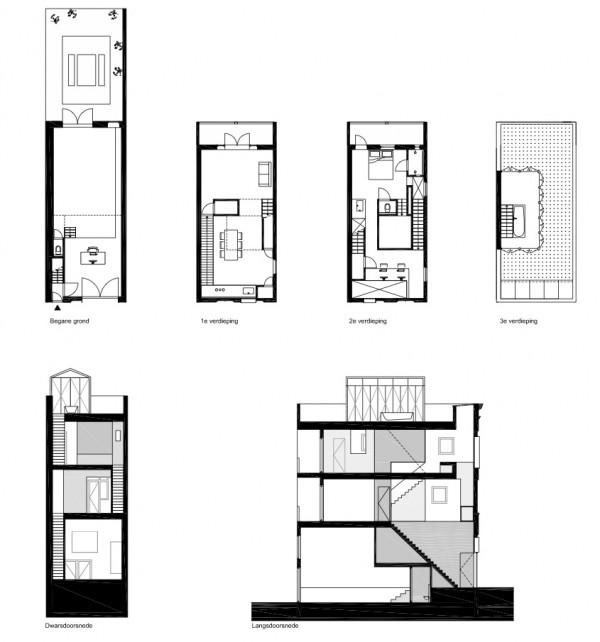 Begane grond
1e verdieping
2e verdieping
3e verdieping
Dwarsdoorsnede
Langsdoorsnede